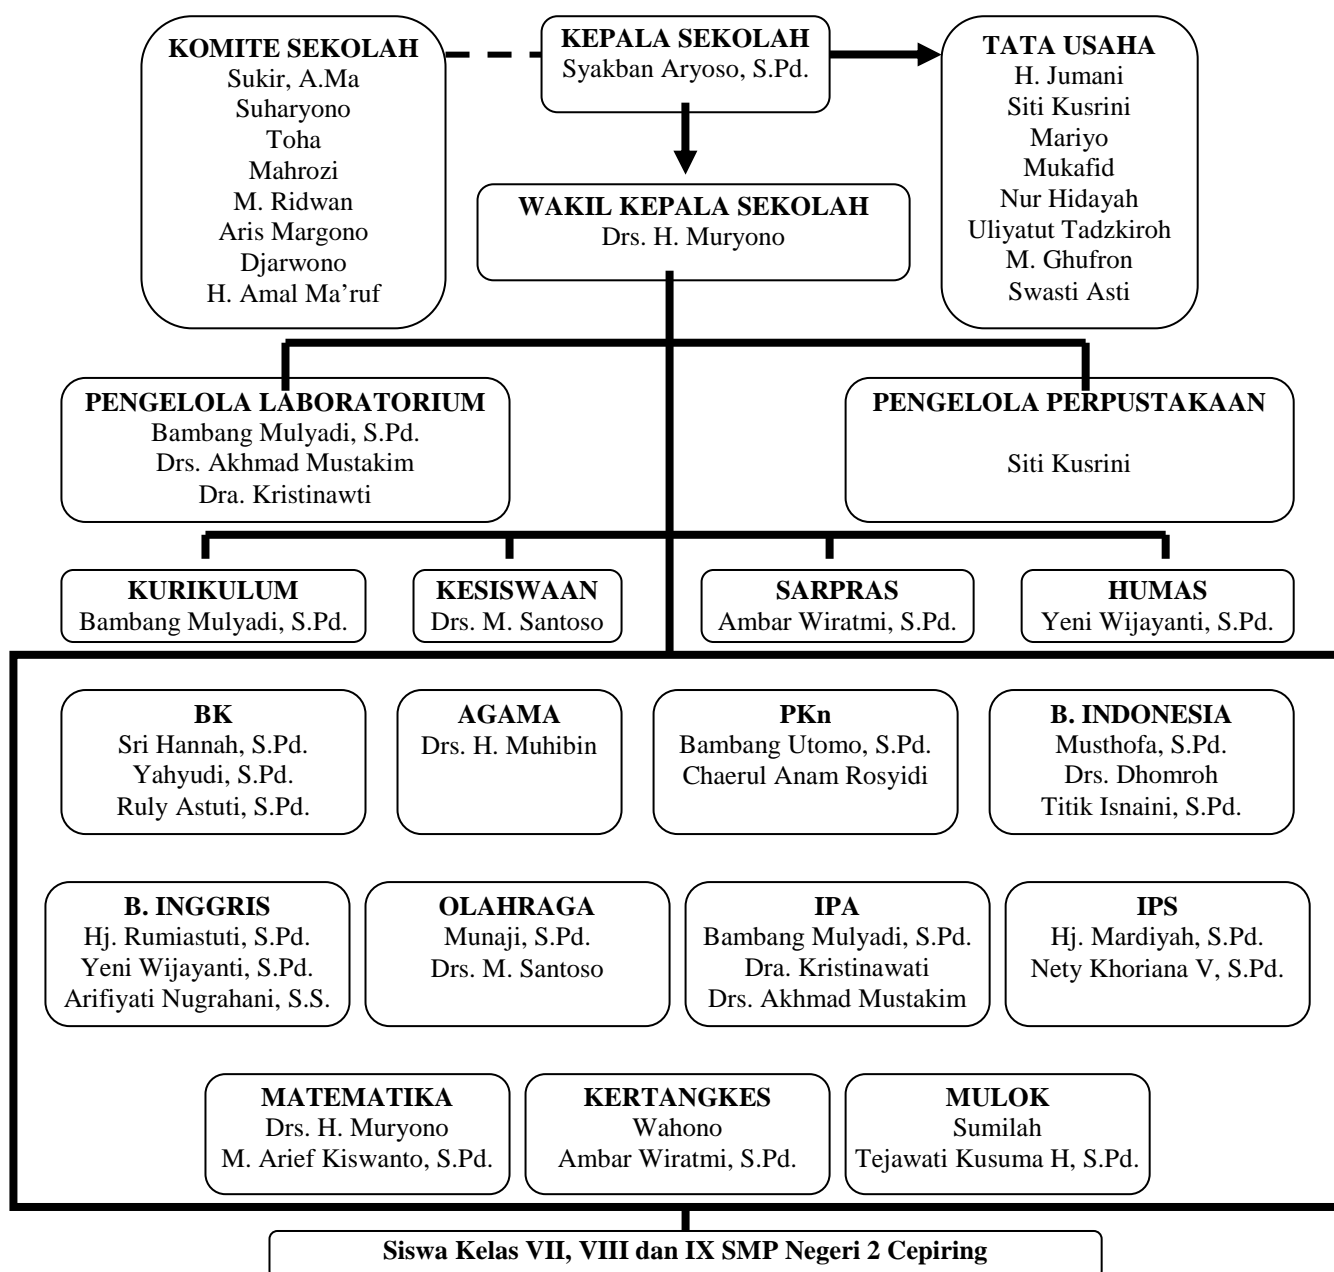 KOMITE SEKOLAH
Sukir, A.Ma
Suharyono
Toha
Mahrozi
M. Ridwan
Aris Margono
Djarwono
H. Amal Ma’ruf
KEPALA SEKOLAH
Syakban Aryoso, S.Pd.
TATA USAHA
H. Jumani
Siti Kusrini
Mariyo
Mukafid
Nur Hidayah
Uliyatut Tadzkiroh
M. Ghufron
Swasti Asti
WAKIL KEPALA SEKOLAH
Drs. H. Muryono
PENGELOLA LABORATORIUM
Bambang Mulyadi, S.Pd.
Drs. Akhmad Mustakim
Dra. Kristinawti
PENGELOLA PERPUSTAKAAN
Siti Kusrini
KURIKULUM
Bambang Mulyadi, S.Pd.
KESISWAAN
Drs. M. Santoso
SARPRAS
Ambar Wiratmi, S.Pd.
HUMAS
Yeni Wijayanti, S.Pd.
BK
Sri Hannah, S.Pd.
Yahyudi, S.Pd.
Ruly Astuti, S.Pd.
AGAMA
Drs. H. Muhibin
PKn
Bambang Utomo, S.Pd.
Chaerul Anam Rosyidi
B. INDONESIA
Musthofa, S.Pd.
Drs. Dhomroh
Titik Isnaini, S.Pd.
B. INGGRIS
Hj. Rumiastuti, S.Pd.
Yeni Wijayanti, S.Pd.
Arifiyati Nugrahani, S.S.
OLAHRAGA
Munaji, S.Pd.
Drs. M. Santoso
IPA
Bambang Mulyadi, S.Pd.
Dra. Kristinawati
Drs. Akhmad Mustakim
IPS
Hj. Mardiyah, S.Pd.
Nety Khoriana V, S.Pd.
MATEMATIKA
Drs. H. Muryono
M. Arief Kiswanto, S.Pd.
KERTANGKES
Wahono
Ambar Wiratmi, S.Pd.
MULOK
Sumilah
Tejawati Kusuma H, S.Pd.
Siswa Kelas VII, VIII dan IX SMP Negeri 2 Cepiring